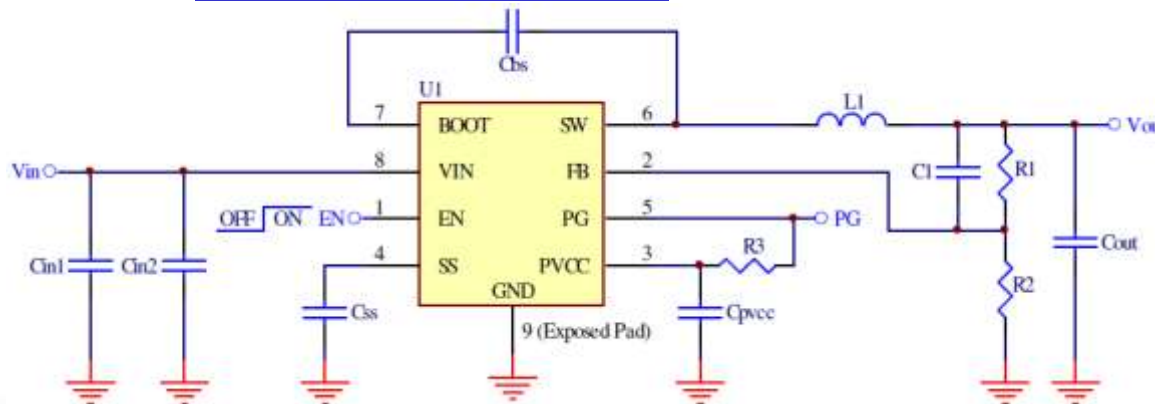 Cbs
U1
L1
7 BOOT SW 6
Vin 8 VIN FB 2 C1 R1
OFF ON EN 1 EN PG 5 PG
Cin1 Cin2 4 SS PVCC 3 R3 Cout
GND R2
Css 9 (Exposed Pad) Cpvcc